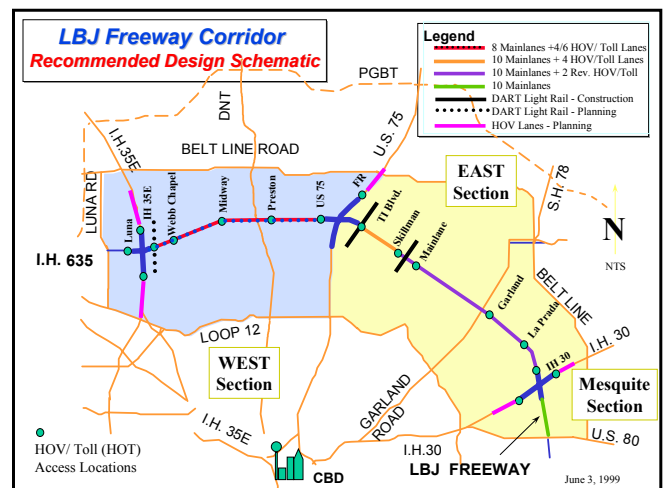 LBJ Freeway Corridor
Recommended Design Schematic
Legend
8 Mainlanes +4/6 HOV/ Toll Lanes
10 Mainlanes + 4 HOV/Toll Lanes
10 Mainlanes + 2 Rev. HOV/Toll
10 Mainlanes
DART Light Rail - Construction
DART Light Rail - Planning
HOV Lanes - Planning
PGBT
DNT
I.H.35E
U.S. 75
BELT LINE ROAD
EAST
Section
S.H. 78
LUNA RD
IH 35E
Luna
Webb Chapel
Midway
Preston
US 75
FR
TI Blvd.
Skillman
Mainlane
N
NTS
I.H. 635
Garland
La Prada
BELT LINE
LOOP 12
WEST
Section
IH 30
I.H. 30
Mesquite
Section
GARLAND
ROAD
I.H. 35E
I.H.30
U.S. 80
LBJ FREEWAY
HOV/ Toll (HOT)
Access Locations
CBD
June 3, 1999